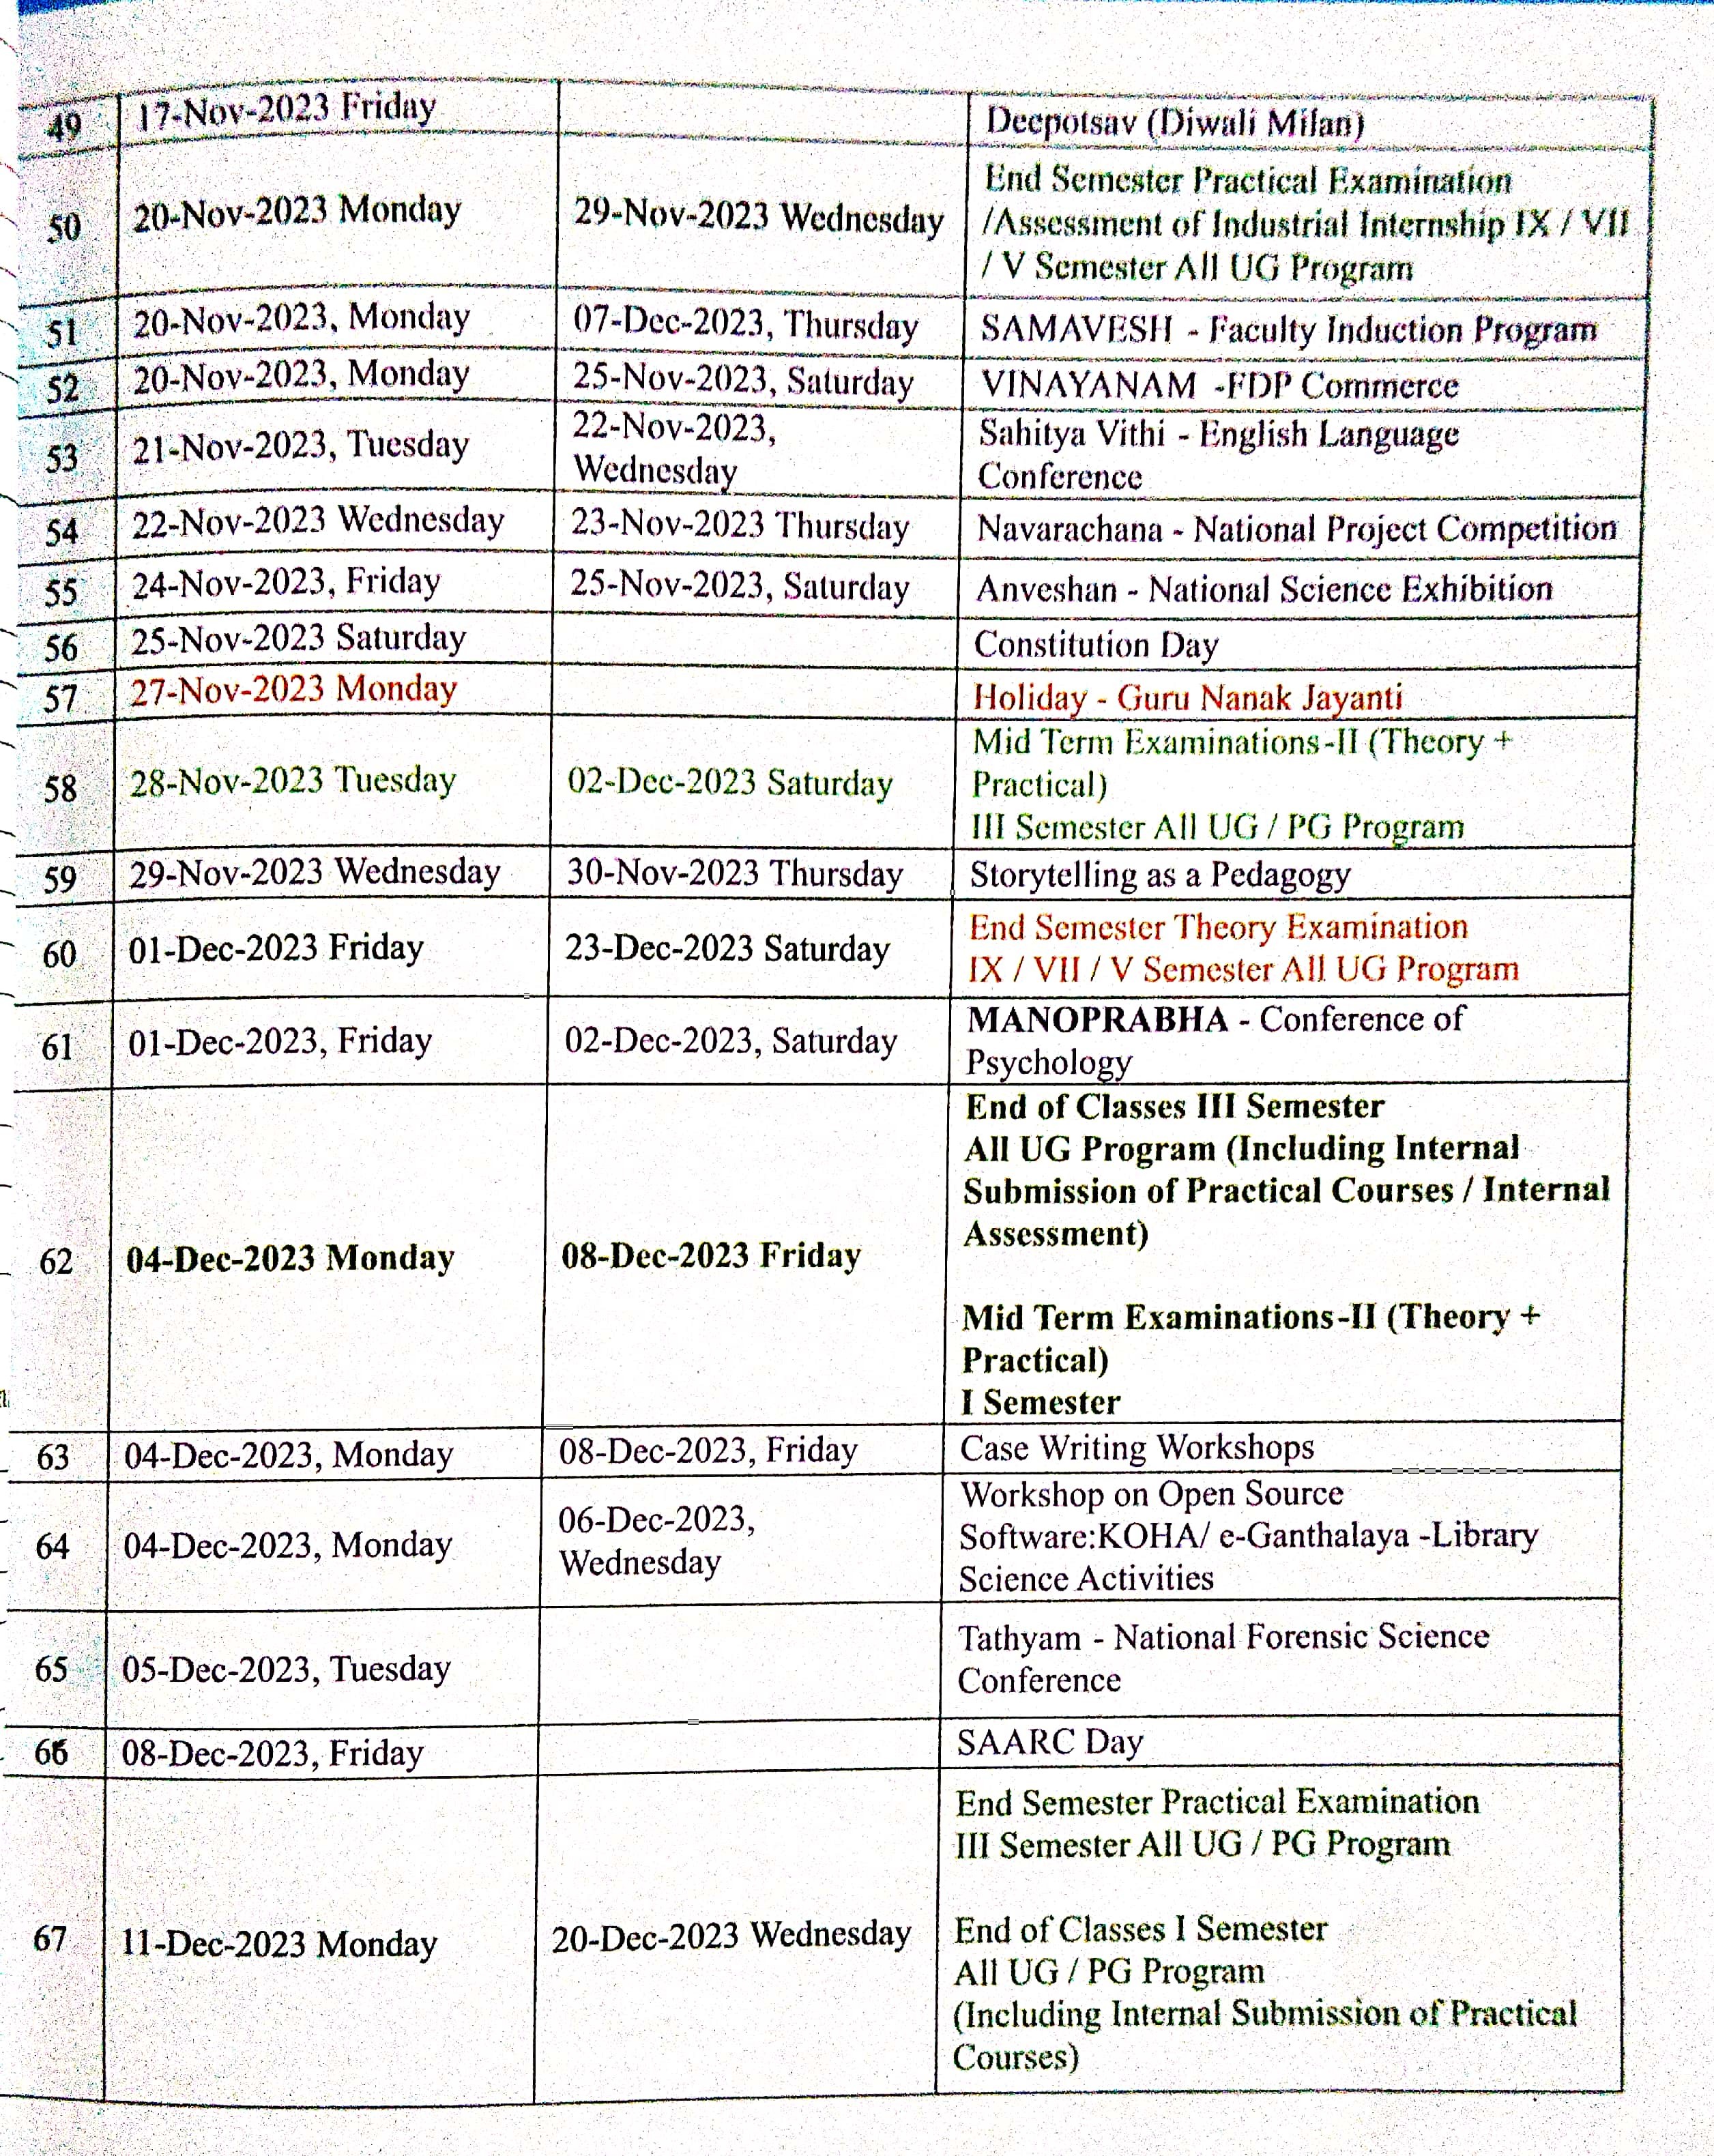 49 17-Nov-2023 Friday Deepotsav (Diwali Milan)
End Semester Practical Examination
50 20-Nov-2023 Monday 29-Nov-2023 Wednesday /Assessment of Industrial Internship IX / VII
/ V Semester All UG Program
51 20-Nov-2023, Monday 07-Dec-2023, Thursday SAMAVESH - Faculty Induction Program
52 20-Nov-2023, Monday 25-Nov-2023, Saturday VINAYANAM -FDP Commerce
53 21-Nov-2023, Tuesday 22-Nov-2023, Sahitya Vithi - English Language
Wednesday Conference
54 22-Nov-2023 Wednesday 23-Nov-2023 Thursday Navarachana - National Project Competition
55 24-Nov-2023, Friday 25-Nov-2023, Saturday Anveshan - National Science Exhibition
56 25-Nov-2023 Saturday Constitution Day
57 27-Nov-2023 Monday Holiday - Guru Nanak Jayanti
Mid Term Examinations-II (Theory +
58 28-Nov-2023 Tuesday 02-Dec-2023 Saturday Practical)
III Semester All UG / PG Program
59 29-Nov-2023 Wednesday 30-Nov-2023 Thursday Storytelling as a Pedagogy
60 01-Dec-2023 Friday 23-Dec-2023 Saturday End Semester Theory Examination
IX / VII / V Semester All UG Program
61 01-Dec-2023, Friday 02-Dec-2023, Saturday MANOPRABHA - Conference of
Psychology
End of Classes III Semester
All UG Program (Including Internal
Submission of Practical Courses / Internal
Assessment)
62 04-Dec-2023 Monday 08-Dec-2023 Friday
Mid Term Examinations-II (Theory +
Practical)
I Semester
63 04-Dec-2023, Monday 08-Dec-2023, Friday Case Writing Workshops
Workshop on Open Source
64 04-Dec-2023, Monday 06-Dec-2023, Software:KOHA/ e-Ganthalaya -Library
Wednesday Science Activities
65 05-Dec-2023, Tuesday Tathyam - National Forensic Science
Conference
66 08-Dec-2023, Friday SAARC Day
End Semester Practical Examination
III Semester All UG / PG Program
67 11-Dec-2023 Monday 20-Dec-2023 Wednesday End of Classes I Semester
All UG / PG Program
(Including Internal Submission of Practical
Courses)